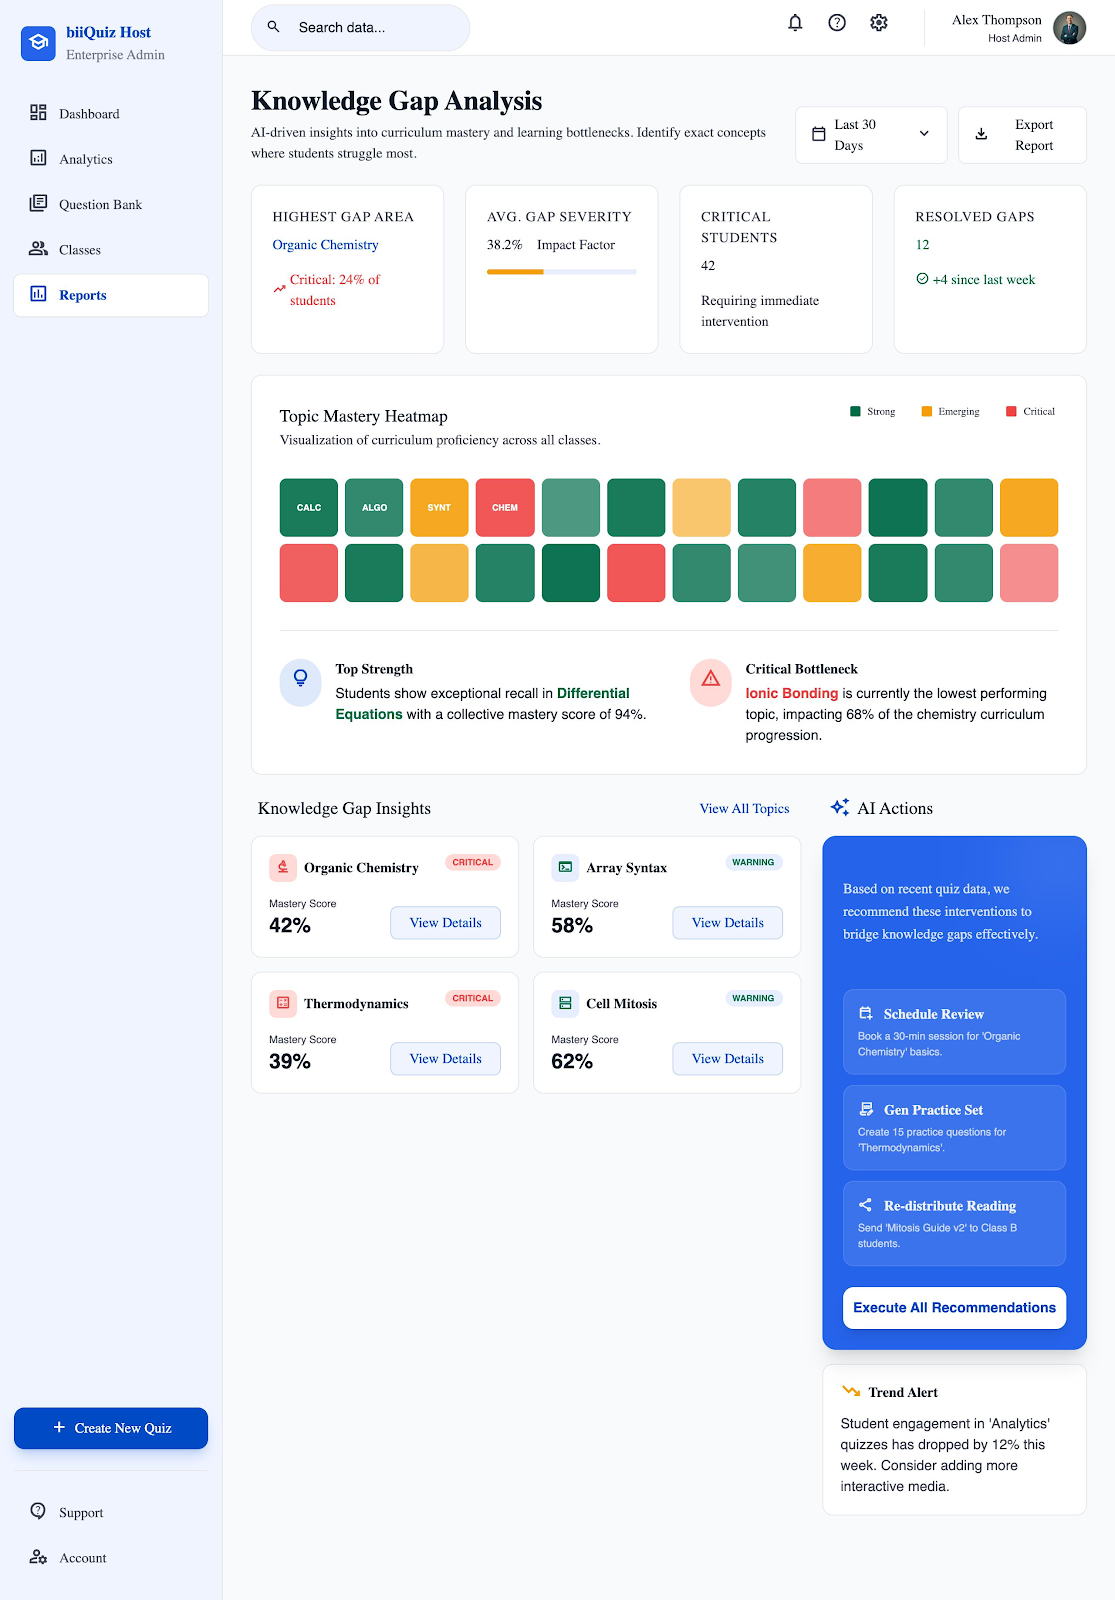 biiQuiz Host
Enterprise Admin
Dashboard
Analytics
Question Bank
Classes
Reports
Create New Quiz
Support
Account
Search data...
Alex Thompson
Host Admin
Knowledge Gap Analysis
AI-driven insights into curriculum mastery and learning bottlenecks. Identify exact concepts
where students struggle most.
Last 30
Days
Export
Report
HIGHEST GAP AREA
Organic Chemistry
Critical: 24% of
students
AVG. GAP SEVERITY
38.2% Impact Factor
CRITICAL
STUDENTS
42
Requiring immediate
intervention
RESOLVED GAPS
12
+4 since last week
Topic Mastery Heatmap
Visualization of curriculum proficiency across all classes.
Strong
Emerging
Critical
CALC
ALGO
SYNT
CHEM
Top Strength
Students show exceptional recall in Differential
Equations with a collective mastery score of 94%.
Critical Bottleneck
Ionic Bonding is currently the lowest performing
topic, impacting 68% of the chemistry curriculum
progression.
Knowledge Gap Insights
View All Topics
Organic Chemistry
CRITICAL
Mastery Score
42%
View Details
Array Syntax
WARNING
Mastery Score
58%
View Details
Thermodynamics
CRITICAL
Mastery Score
39%
View Details
Cell Mitosis
WARNING
Mastery Score
62%
View Details
AI Actions
Based on recent quiz data, we
recommend these interventions to
bridge knowledge gaps effectively.
Schedule Review
Book a 30-min session for 'Organic
Chemistry' basics.
Gen Practice Set
Create 15 practice questions for
'Thermodynamics'.
Re-distribute Reading
Send 'Mitosis Guide v2' to Class B
students.
Execute All Recommendations
Trend Alert
Student engagement in 'Analytics'
quizzes has dropped by 12% this
week. Consider adding more
interactive media.